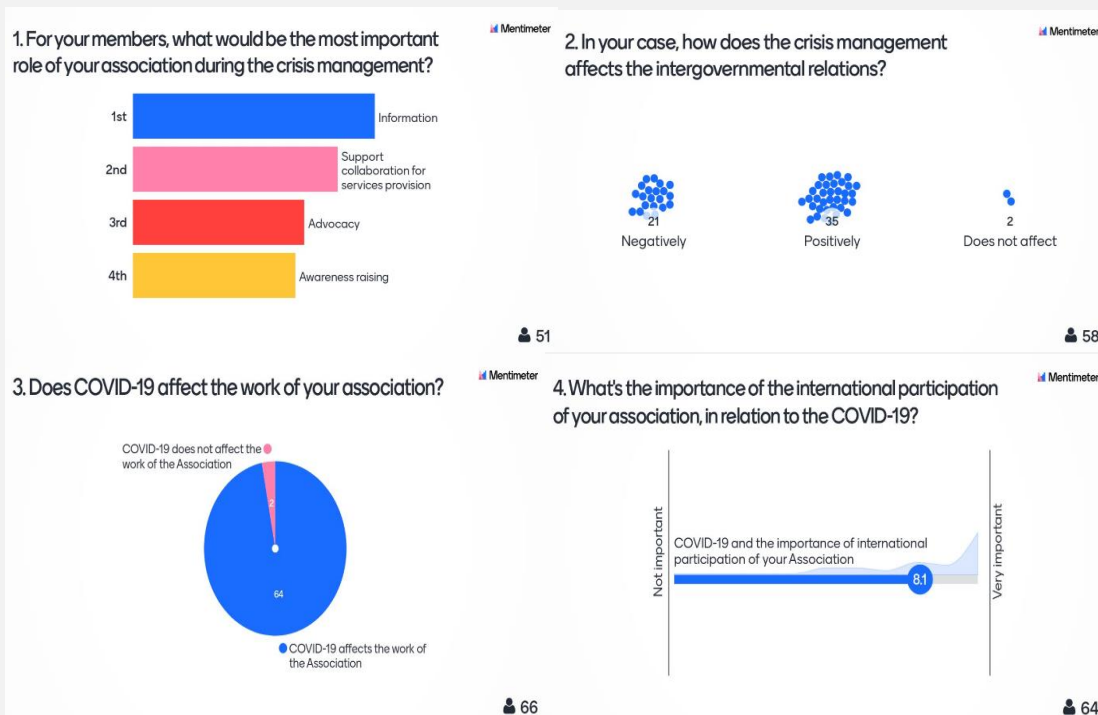 Mentimeter
1. For your members, what would be the most important
role of your association during the crisis management?
1st
Information
2nd
Support
collaboration for
services provision
3rd
Advocacy
4th
Awareness raising
51
Mentimeter
2. In your case, how does the crisis management
affects the intergovernmental relations?
21
Negatively
35
Positively
2
Does not affect
58
Mentimeter
3. Does COVID-19 affect the work of your association?
COVID-19 does not affect the
work of the Association
2
64
COVID-19 affects the work of
the Association
66
Mentimeter
4. What's the importance of the international participation
of your association, in relation to the COVID-19?
Not important
COVID-19 and the importance of international
participation of your Association
8.1
Very important
64